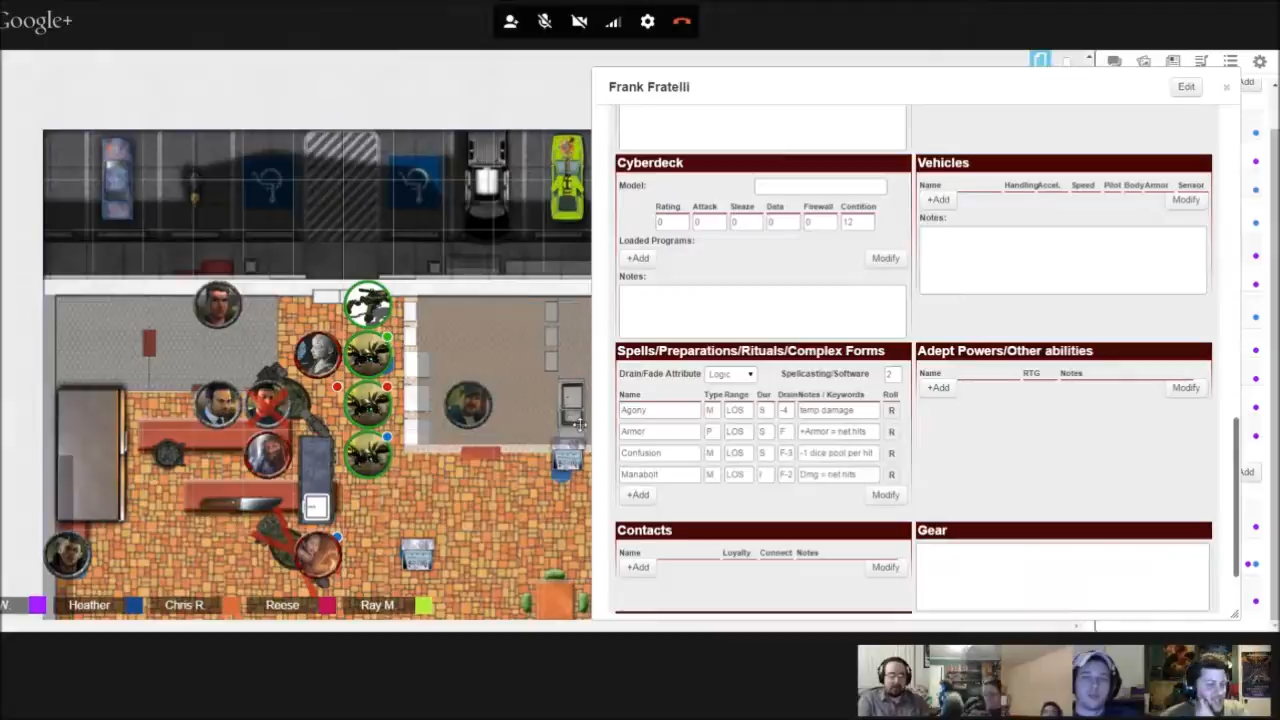 Google+
Add
Frank Fratelli
Edit
×
Cyberdeck
Vehicles
Model:
Name Handling Accel. Speed Pilot Body Armor Sensor
+Add
Modify
Rating Attack Sleaze Data Firewall Contition
0 0 0 0 0 12
Notes:
Loaded Programs:
+Add
Modify
Notes:
Spells/Preparations/Rituals/Complex Forms
Adept Powers/Other abilities
Drain/Fade Attribute Logic Spellcasting/Software 2
Name RTG Notes
+Add
Modify
Name Type Range Dur Drain Notes / Keywords Roll
Agony M LOS S -4 temp damage R
Armor P LOS S F +Armor = net hits R
Confusion M LOS S F-3 -1 dice pool per hit R
Manabolt M LOS I F-2 Dmg = net hits R
+Add
Modify
Contacts
Gear
Name Loyalty Connect Notes
+Add
Modify
dd
W. Heather Chris R. Reese Ray M.